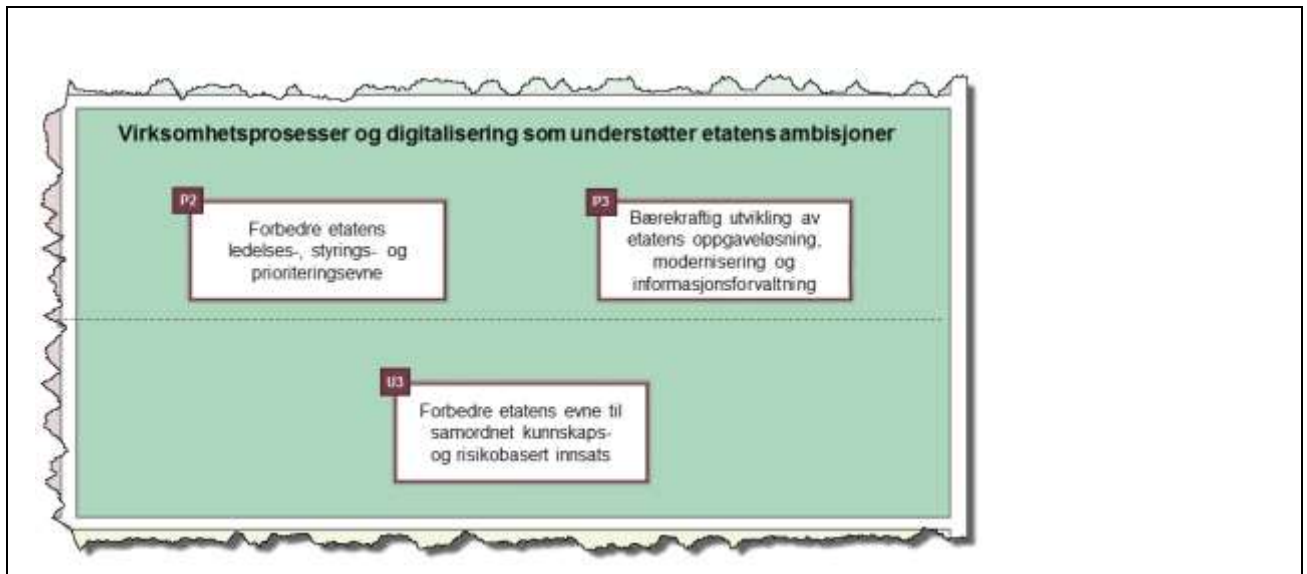 Virksomhetsprosesser og digitalisering som understøtter etatens ambisjoner
P2
Forbedre etatens
ledelses-, styrings- og
prioriteringsevne
P3
Bærekraftig utvikling av
etatens oppgaveløsning,
modernisering og
informasjonsforvaltning
U3
Forbedre etatens evne til
samordnet kunnskaps-
og risikobasert innsats